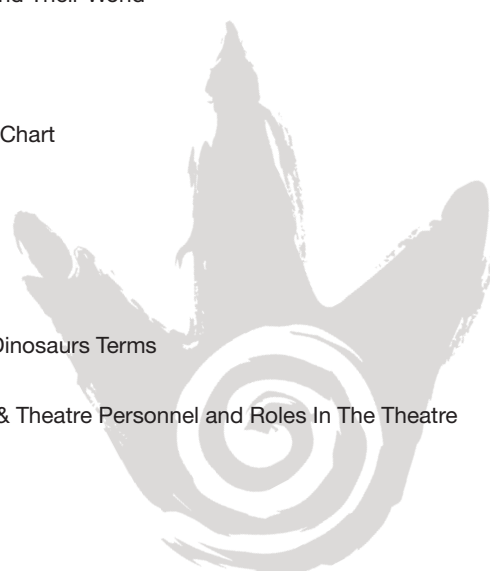 nd Their World
Chart
Dinosaurs Terms
& Theatre Personnel and Roles In The Theatre